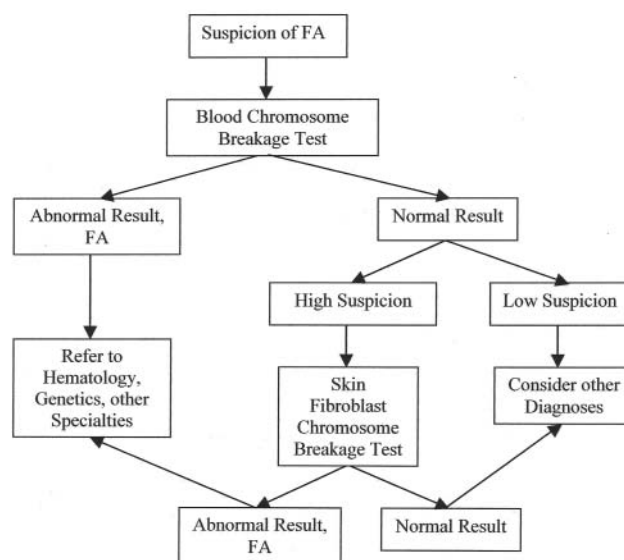 Suspicion of FA
Blood Chromosome
Breakage Test
Abnormal Result,
FA
Normal Result
High Suspicion
Low Suspicion
Refer to
Hematology,
Genetics, other
Specialties
Skin
Fibroblast
Chromosome
Breakage Test
Consider other
Diagnoses
Abnormal Result,
FA
Normal Result